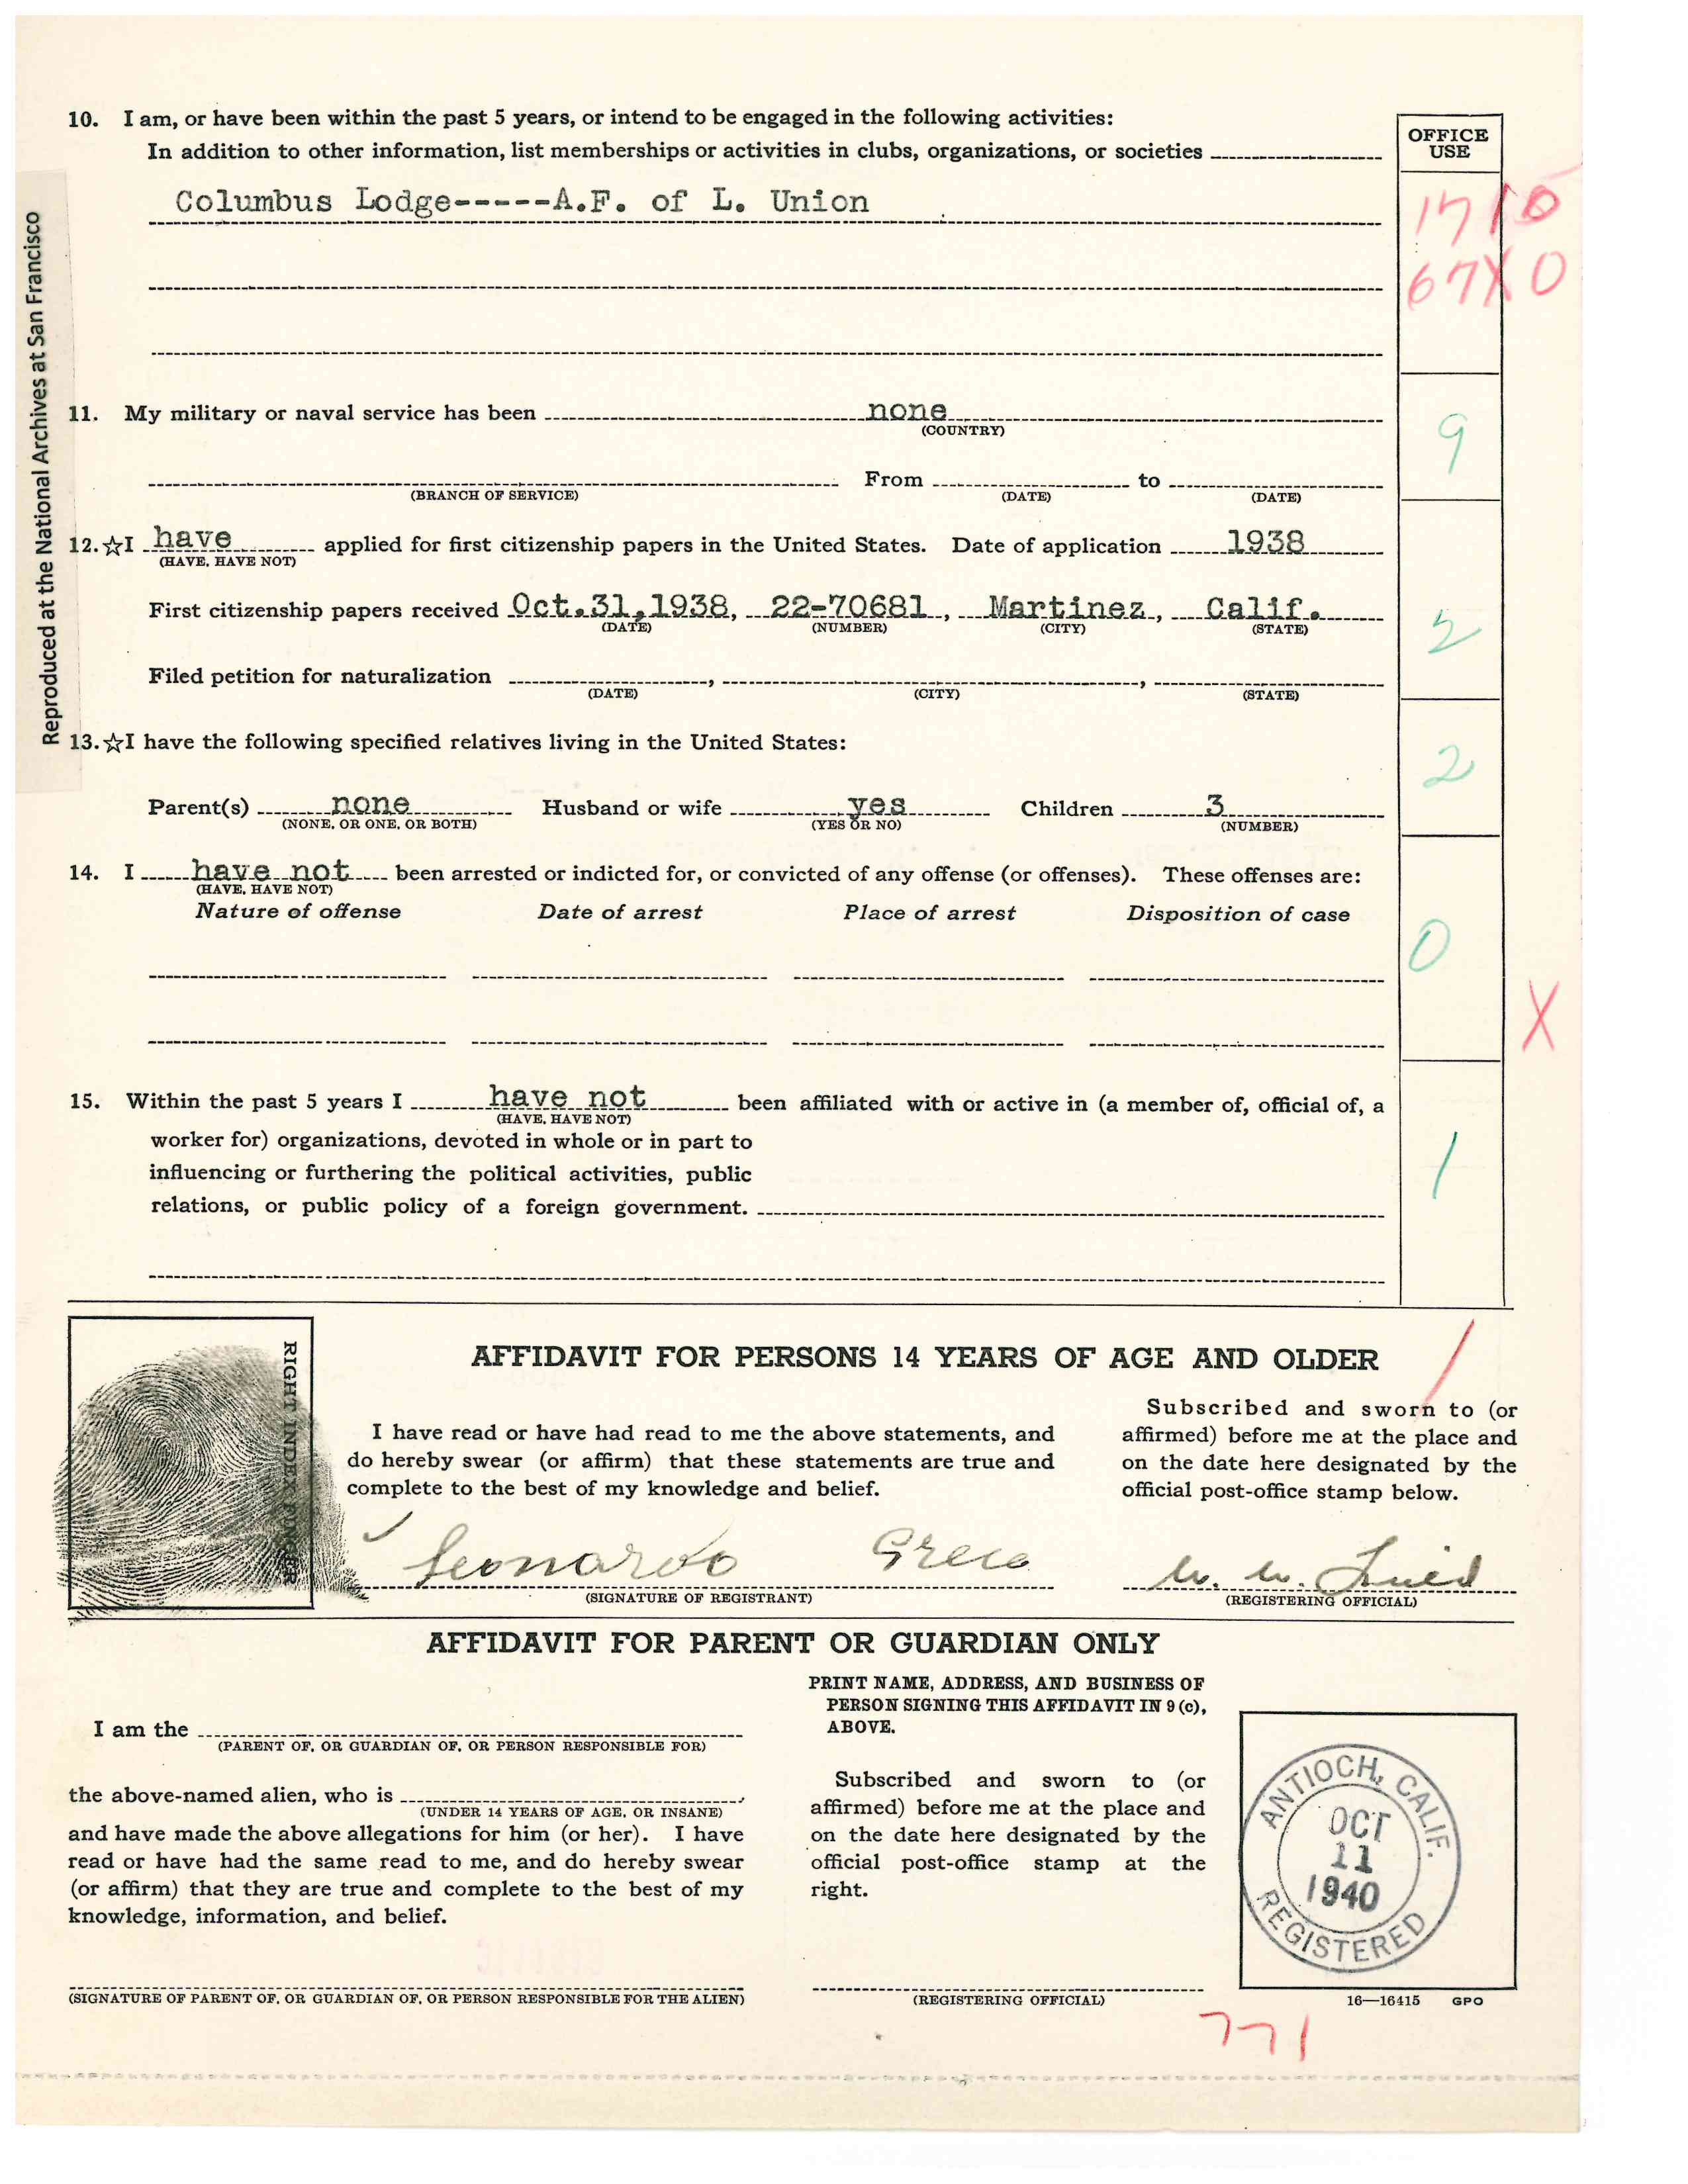 Reproduced at the National Archives at San Francisco
10. I am, or have been within the past 5 years, or intend to be engaged in the following activities:
In addition to other information, list memberships or activities in clubs, organizations, or societies
Columbus Lodge-----A.F. of L. Union
OFFICE
USE
17
67X0
11. My military or naval service has been none
(COUNTRY)
9
From to
(BRANCH OF SERVICE) (DATE) (DATE)
12.☆I have applied for first citizenship papers in the United States. Date of application 1938
(HAVE, HAVE NOT)
First citizenship papers received Oct.31,1938, 22-70681, Martinez, Calif.
(DATE) (NUMBER) (CITY) (STATE)
Filed petition for naturalization , ,
(DATE) (CITY) (STATE)
13.☆I have the following specified relatives living in the United States:
2
Parent(s) none Husband or wife yes Children 3
(NONE, OR ONE, OR BOTH) (YES OR NO) (NUMBER)
14. I have not been arrested or indicted for, or convicted of any offense (or offenses). These offenses are:
(HAVE, HAVE NOT)
Nature of offense Date of arrest Place of arrest Disposition of case
0
X
15. Within the past 5 years I have not been affiliated with or active in (a member of, official of, a
(HAVE, HAVE NOT)
worker for) organizations, devoted in whole or in part to
influencing or furthering the political activities, public
relations, or public policy of a foreign government.
1
RIGHT INDEX FINGER
AFFIDAVIT FOR PERSONS 14 YEARS OF AGE AND OLDER
I have read or have had read to me the above statements, and
do hereby swear (or affirm) that these statements are true and
complete to the best of my knowledge and belief.
Subscribed and sworn to (or
affirmed) before me at the place and
on the date here designated by the
official post-office stamp below.
Leonardo Greco
(SIGNATURE OF REGISTRANT)
W. W.
(REGISTERING OFFICIAL)
AFFIDAVIT FOR PARENT OR GUARDIAN ONLY
I am the
(PARENT OF, OR GUARDIAN OF, OR PERSON RESPONSIBLE FOR)
the above-named alien, who is ,
(UNDER 14 YEARS OF AGE, OR INSANE)
and have made the above allegations for him (or her). I have
read or have had the same read to me, and do hereby swear
(or affirm) that they are true and complete to the best of my
knowledge, information, and belief.
(SIGNATURE OF PARENT OF, OR GUARDIAN OF, OR PERSON RESPONSIBLE FOR THE ALIEN)
PRINT NAME, ADDRESS, AND BUSINESS OF
PERSON SIGNING THIS AFFIDAVIT IN 9 (c),
ABOVE.
Subscribed and sworn to (or
affirmed) before me at the place and
on the date here designated by the
official post-office stamp at the
right.
(REGISTERING OFFICIAL)
ANTIOCH, CALIF.
OCT
11
1940
REGISTERED
16—16415 GPO
771